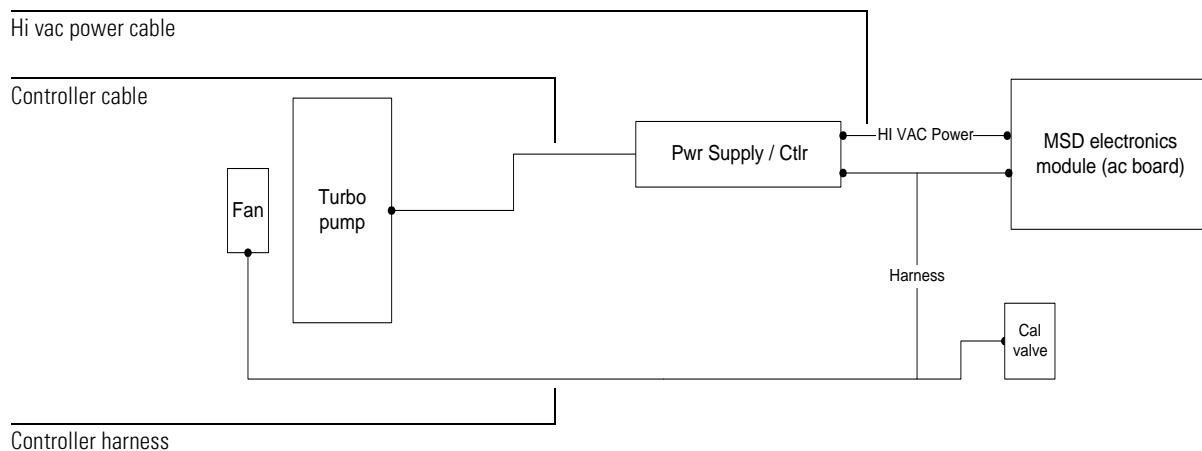 Hi vac power cable
Controller cable
HI VAC Power
MSD electronics
module (ac board)
Pwr Supply / Ctlr
Fan
Turbo
pump
Harness
Cal
valve
Controller harness